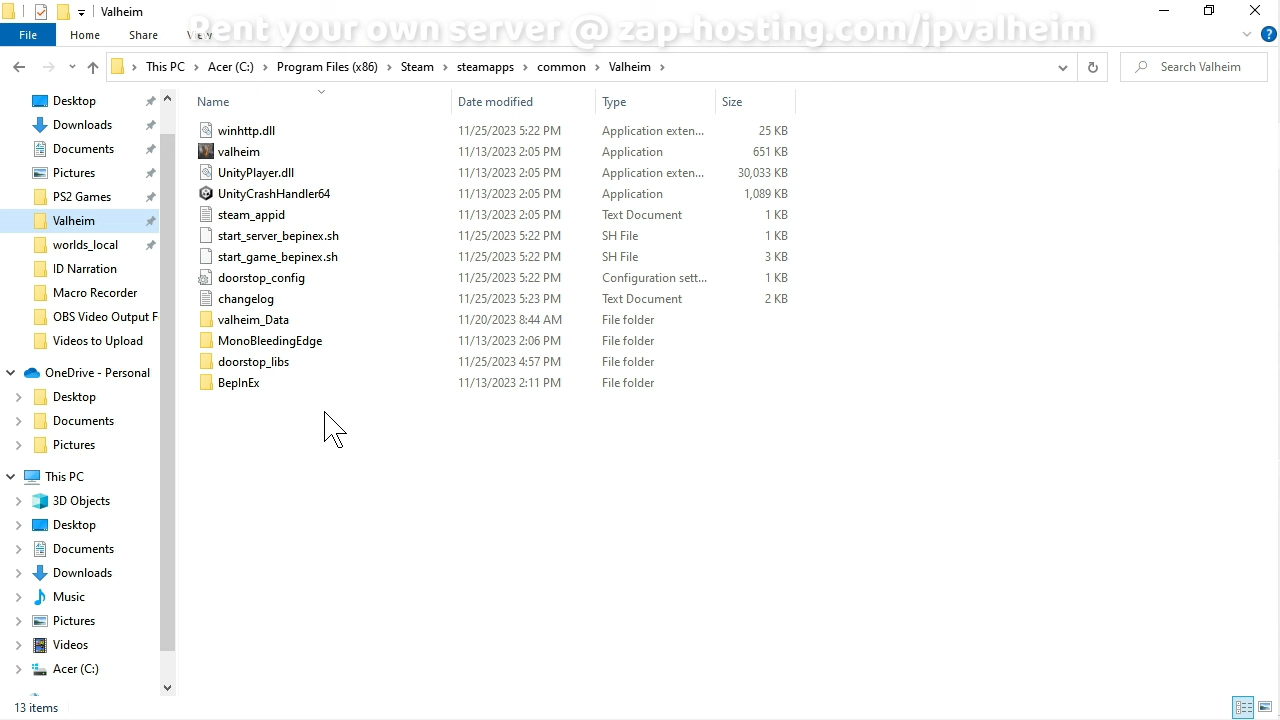 Valheim
Rent your own server @ zap-hosting.com/jpvalheim
File Home Share View
This PC Acer (C:) Program Files (x86) Steam steamapps common Valheim Search Valheim
Name Date modified Type Size
winhttp.dll 11/25/2023 5:22 PM Application exten... 25 KB
valheim 11/13/2023 2:05 PM Application 651 KB
UnityPlayer.dll 11/13/2023 2:05 PM Application exten... 30,033 KB
UnityCrashHandler64 11/13/2023 2:05 PM Application 1,089 KB
steam_appid 11/13/2023 2:05 PM Text Document 1 KB
start_server_bepinex.sh 11/25/2023 5:22 PM SH File 1 KB
start_game_bepinex.sh 11/25/2023 5:22 PM SH File 3 KB
doorstop_config 11/25/2023 5:22 PM Configuration sett... 1 KB
changelog 11/25/2023 5:23 PM Text Document 2 KB
valheim_Data 11/20/2023 8:44 AM File folder
MonoBleedingEdge 11/13/2023 2:06 PM File folder
doorstop_libs 11/25/2023 4:57 PM File folder
BepInEx 11/13/2023 2:11 PM File folder
Desktop
Downloads
Documents
Pictures
PS2 Games
Valheim
worlds_local
ID Narration
Macro Recorder
OBS Video Output F
Videos to Upload
OneDrive - Personal
Desktop
Documents
Pictures
This PC
3D Objects
Desktop
Documents
Downloads
Music
Pictures
Videos
Acer (C:)
13 items